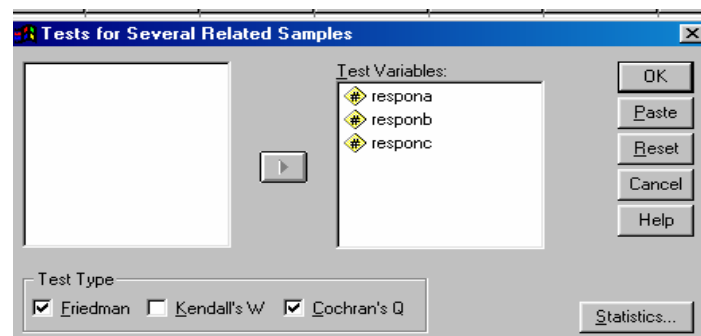 Tests for Several Related Samples
Test Variables:
respona
responb
responc
OK
Paste
Reset
Cancel
Help
Test Type
Friedman Kendall's W Cochran's Q
Statistics...